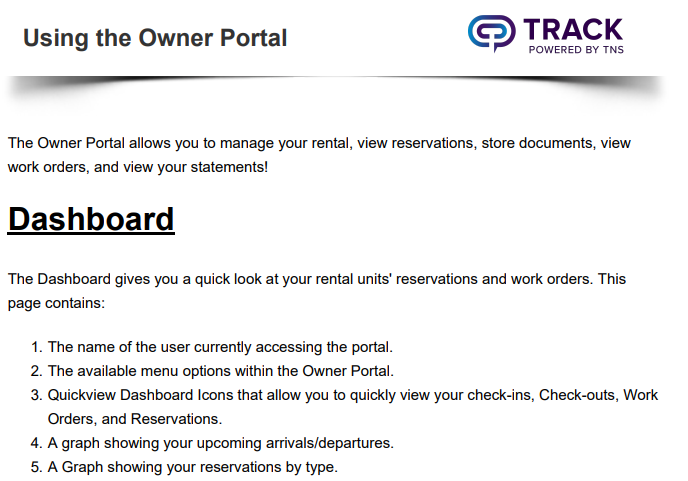 Using the Owner Portal
TRACK
POWERED BY TNS
The Owner Portal allows you to manage your rental, view reservations, store documents, view
work orders, and view your statements!
Dashboard
The Dashboard gives you a quick look at your rental units' reservations and work orders. This
page contains:
1. The name of the user currently accessing the portal.
2. The available menu options within the Owner Portal.
3. Quickview Dashboard Icons that allow you to quickly view your check-ins, Check-outs, Work
Orders, and Reservations.
4. A graph showing your upcoming arrivals/departures.
5. A Graph showing your reservations by type.